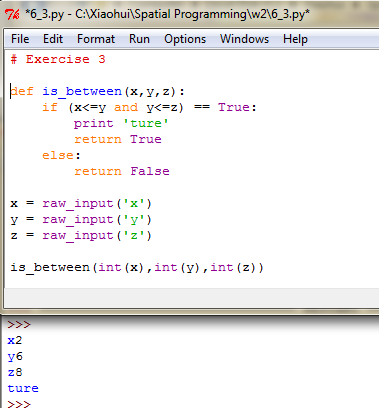 *6_3.py - C:\Xiaohui\Spatial Programming\w2\6_3.py*
File Edit Format Run Options Windows Help
# Exercise 3
def is_between(x,y,z):
    if (x<=y and y<=z) == True:
        print 'ture'
        return True
    else:
        return False
x = raw_input('x')
y = raw_input('y')
z = raw_input('z')
is_between(int(x),int(y),int(z))
>>>
x2
y6
z8
ture
>>>